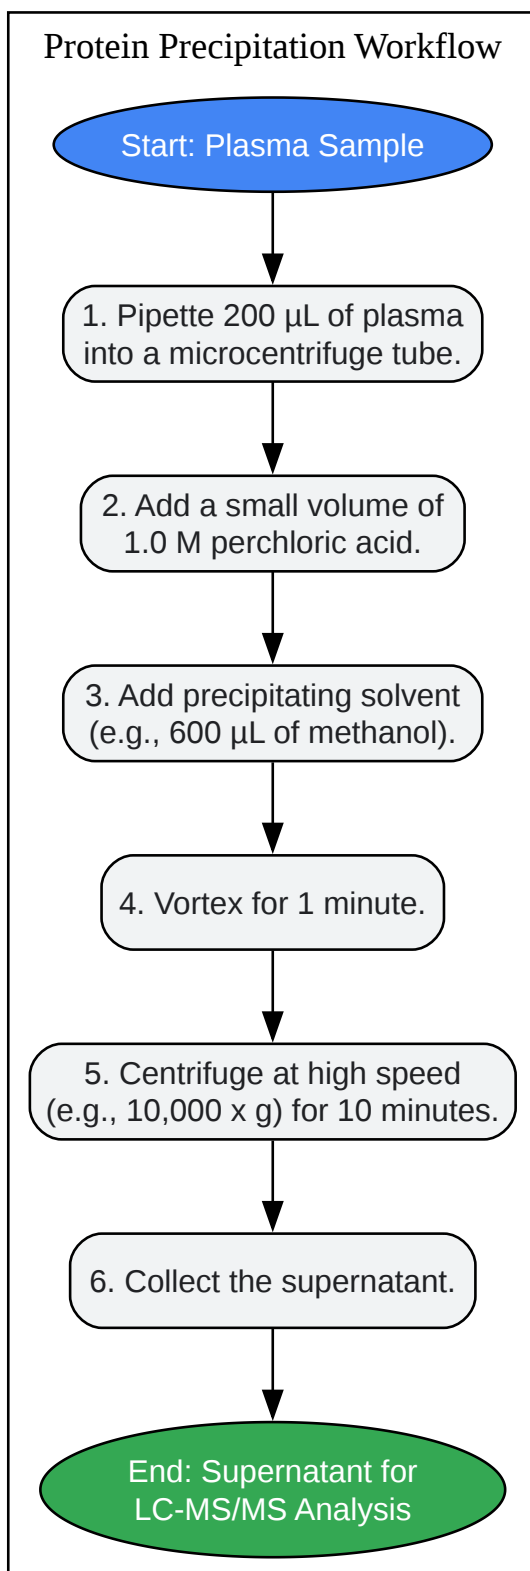 Protein Precipitation Workflow
Start: Plasma Sample
1. Pipette 200 µL of plasma
into a microcentrifuge tube.
2. Add a small volume of
1.0 M perchloric acid.
3. Add precipitating solvent
(e.g., 600 µL of methanol).
4. Vortex for 1 minute.
5. Centrifuge at high speed
(e.g., 10,000 x g) for 10 minutes.
6. Collect the supernatant.
End: Supernatant for
LC-MS/MS Analysis